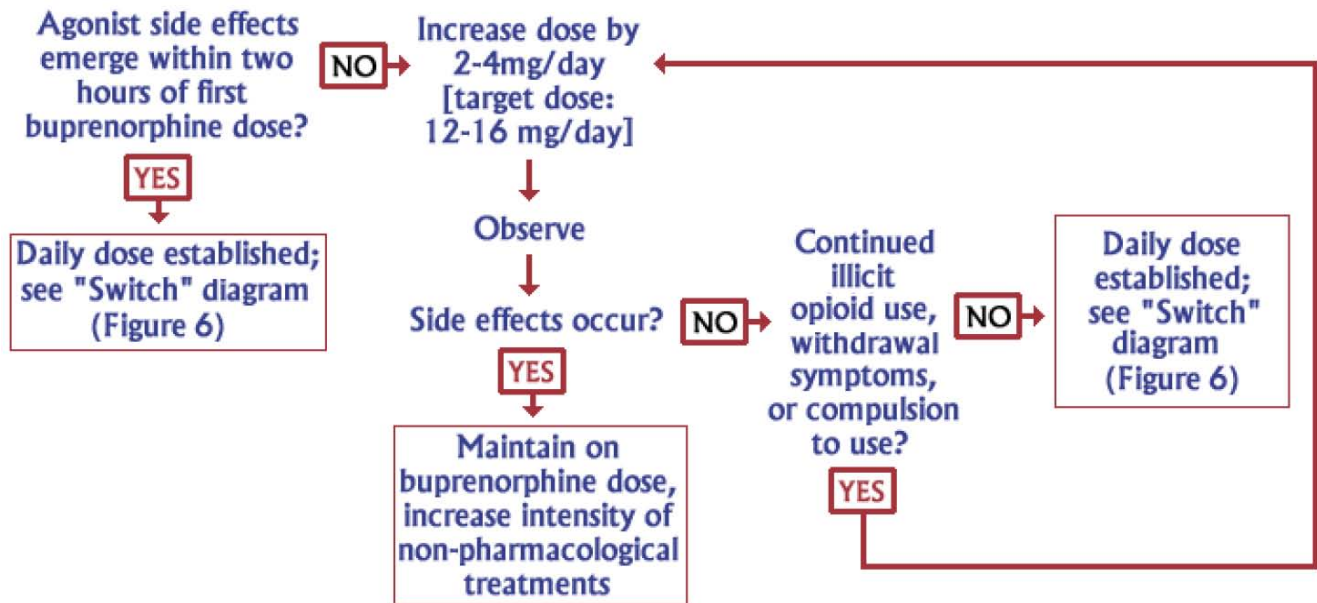 Agonist side effects
emerge within two
hours of first
buprenorphine dose?
NO
Increase dose by
2-4mg/day
[target dose:
12-16 mg/day]
YES
Daily dose established;
see "Switch" diagram
(Figure 6)
Observe
Side effects occur?
NO
Continued
illicit
opioid use,
withdrawal
symptoms,
or compulsion
to use?
NO
Daily dose
established;
see "Switch"
diagram
(Figure 6)
YES
Maintain on
buprenorphine dose,
increase intensity of
non-pharmacological
treatments
YES